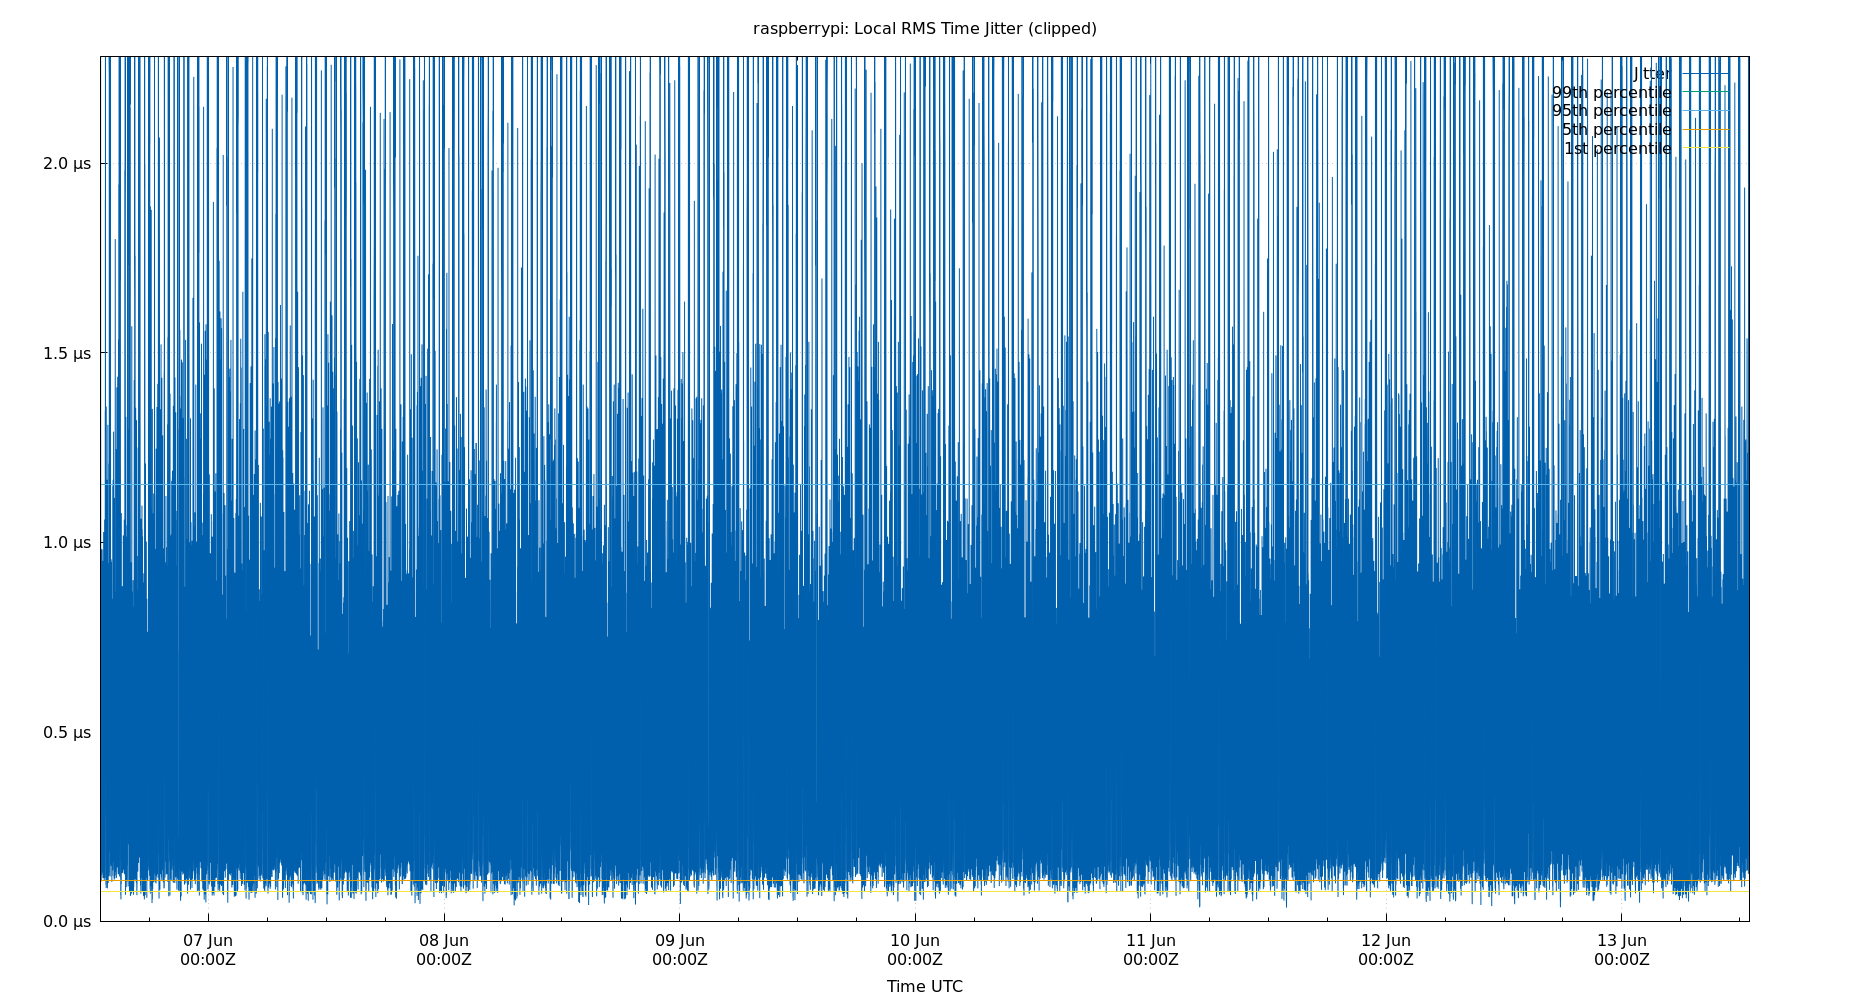 raspberrypi: Local RMS Time Jitter (clipped)
Jitter
99th percentile
95th percentile
5th percentile
1st percentile
2.0 μs
1.5 μs
1.0 μs
0.5 μs
0.0 μs
07 Jun 08 Jun 09 Jun 10 Jun 11 Jun 12 Jun 13 Jun
00:00Z 00:00Z 00:00Z 00:00Z 00:00Z 00:00Z 00:00Z
Time UTC